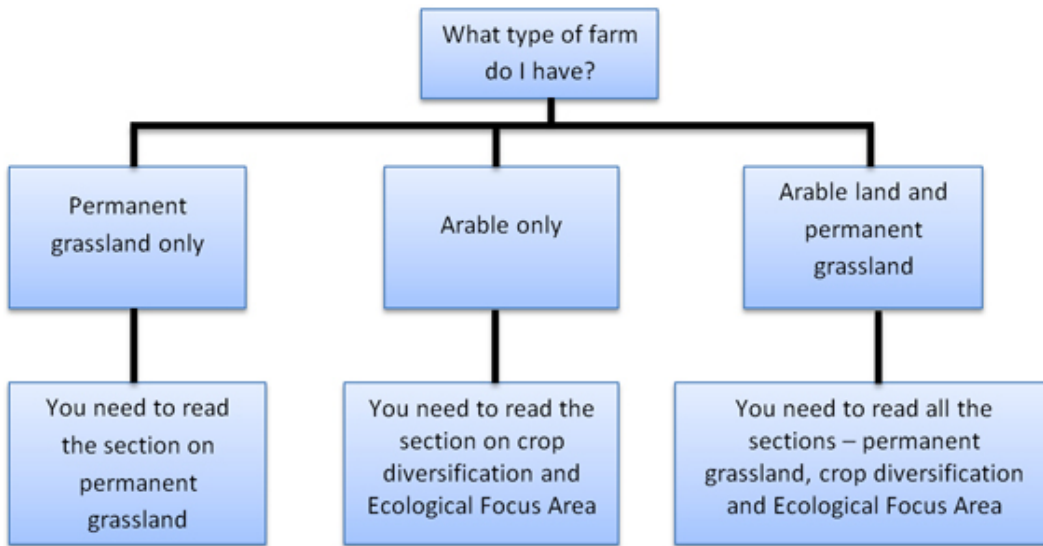 What type of farm
do I have?
Permanent
grassland only
Arable only
Arable land and
permanent
grassland
You need to read
the section on
permanent
grassland
You need to read the
section on crop
diversification and
Ecological Focus Area
You need to read all the
sections – permanent
grassland, crop diversification
and Ecological Focus Area